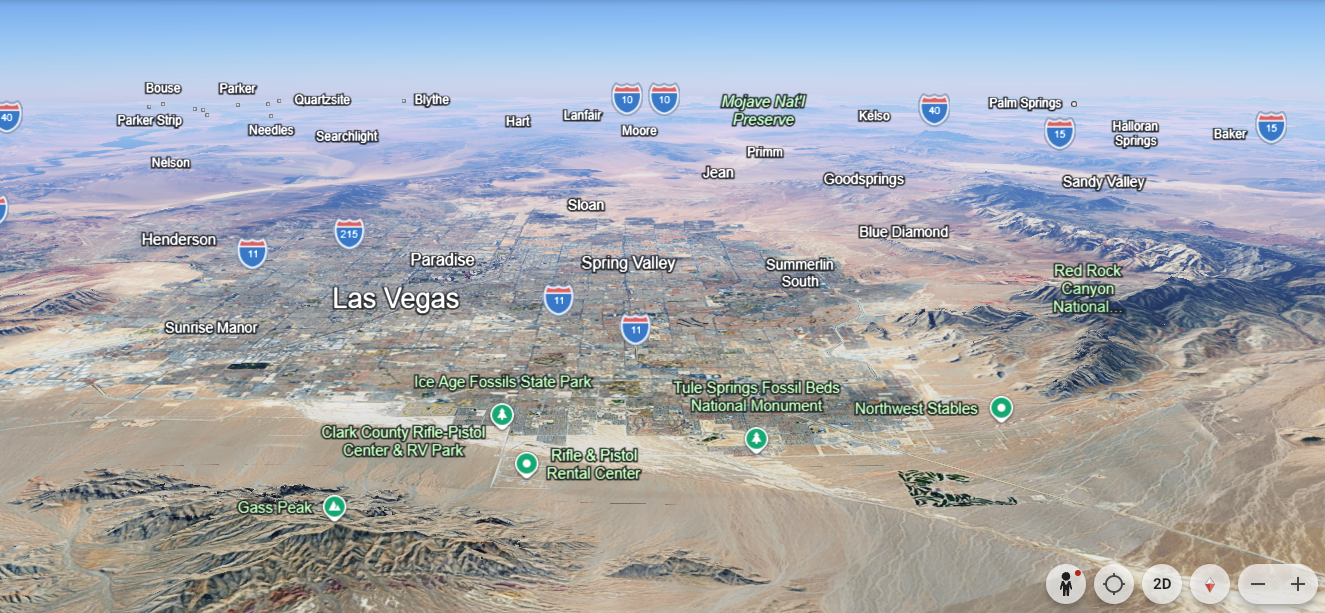 Bouse
Parker
Quartzsite
Blythe
10
10
Mojave Nat'l
Preserve
40
Palm Springs
40
Parker Strip
Needles
Searchlight
Hart
Lanfair
Moore
Kelso
15
Halloran
Springs
Baker
15
Nelson
Primm
Jean
Goodsprings
Sandy Valley
Sloan
Henderson
11
215
Paradise
Spring Valley
Summerlin
South
Blue Diamond
Red Rock
Canyon
National...
Las Vegas
11
11
Sunrise Manor
Ice Age Fossils State Park
Tule Springs Fossil Beds
National Monument
Northwest Stables
Clark County Rifle-Pistol
Center & RV Park
Rifle & Pistol
Rental Center
Gass Peak
2D